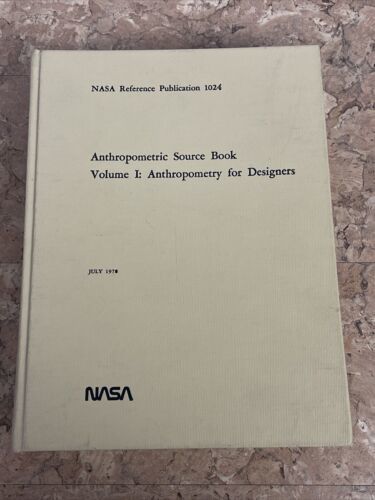 NASA Reference Publication 1024
Anthropometric Source Book
Volume I: Anthropometry for Designers
JULY 1978
NASA